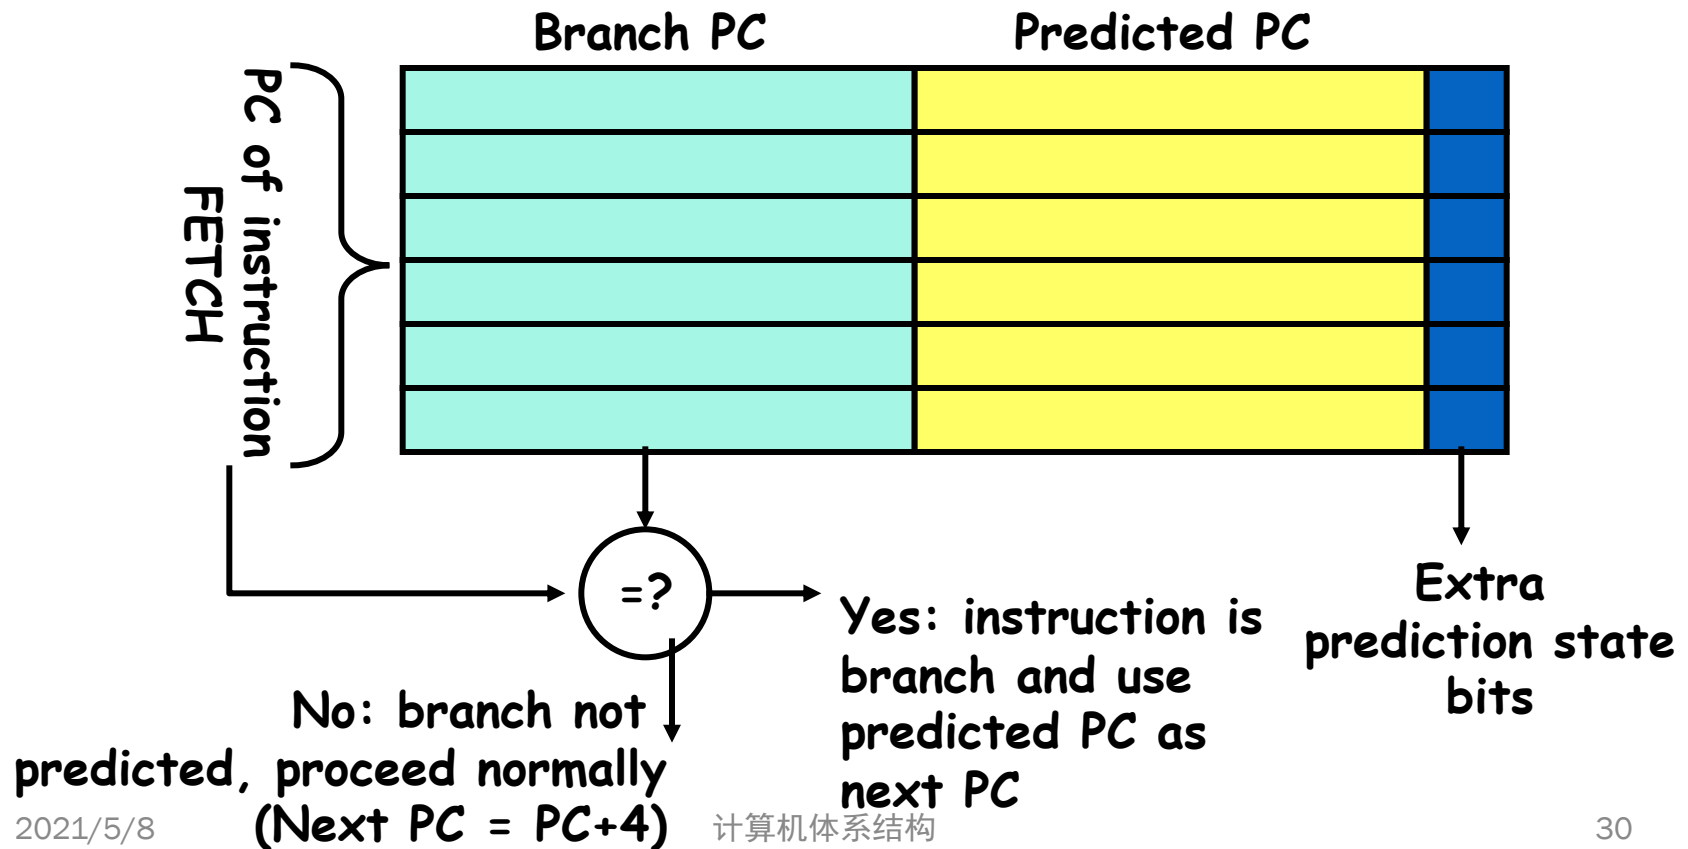 Branch PC
Predicted PC
PC of instruction
FETCH
=?
Yes: instruction is
branch and use
predicted PC as
next PC
Extra
prediction state
bits
No: branch not
predicted, proceed normally
(Next PC = PC+4)
2021/5/8
计算机体系结构
30